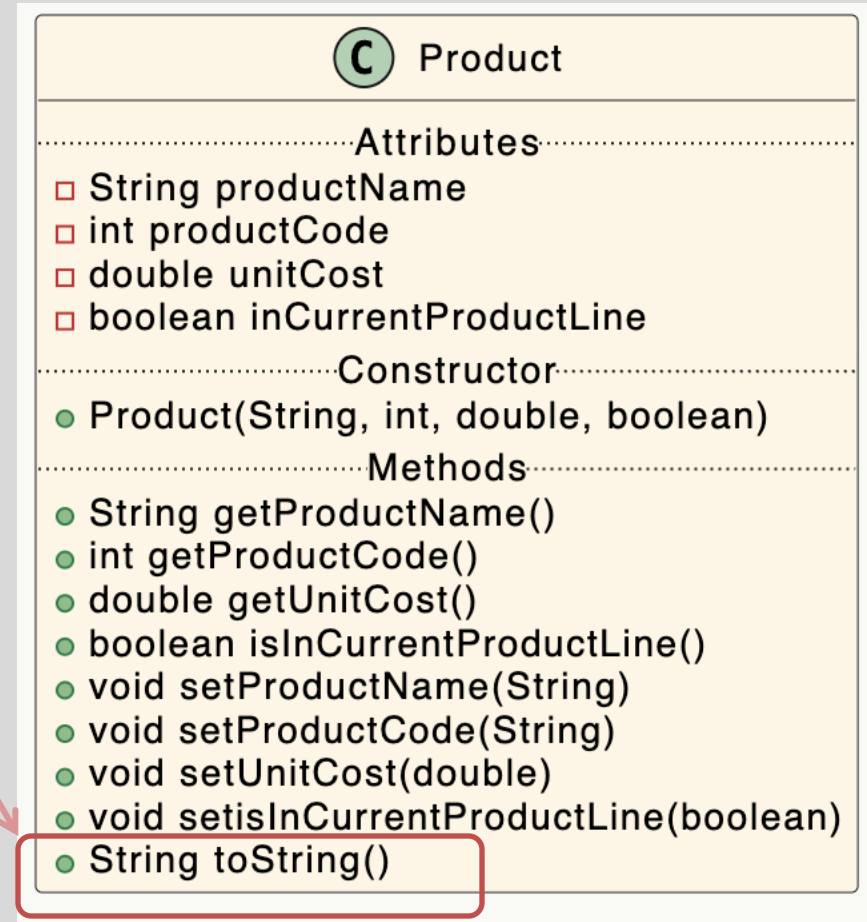 C Product
Attributes
String productName
int productCode
double unitCost
boolean inCurrentProductLine
Constructor
Product(String, int, double, boolean)
Methods
String getProductName()
int getProductCode()
double getUnitCost()
boolean isInCurrentProductLine()
void setProductName(String)
void setProductCode(String)
void setUnitCost(double)
void setisInCurrentProductLine(boolean)
String toString()